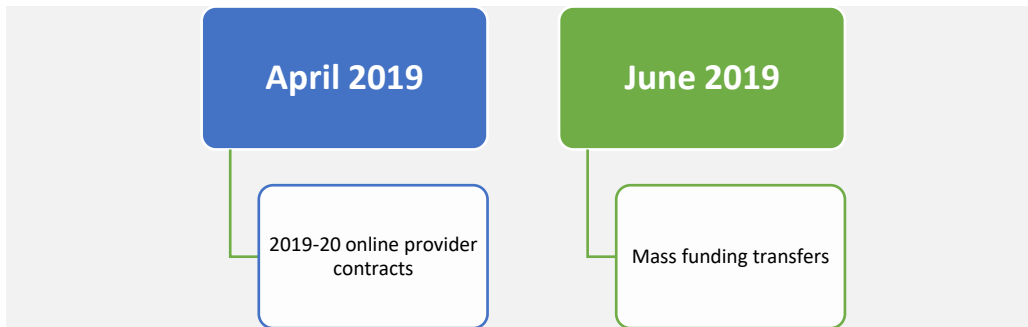 April 2019
2019-20 online provider
contracts
June 2019
Mass funding transfers